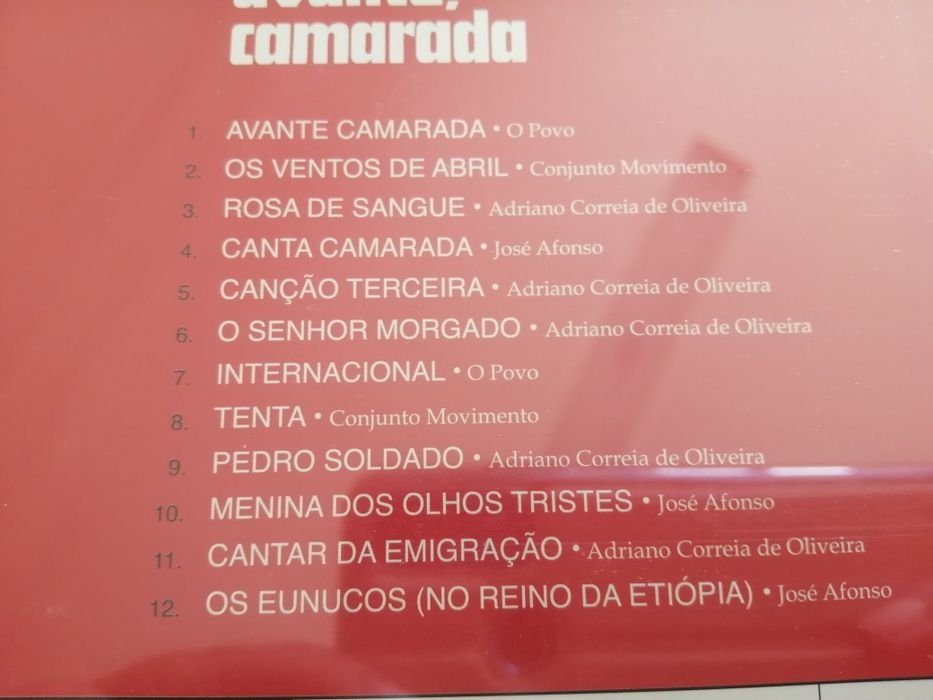 avante,
camarada
1. AVANTE CAMARADA • O Povo
2. OS VENTOS DE ABRIL • Conjunto Movimento
3. ROSA DE SANGUE • Adriano Correia de Oliveira
4. CANTA CAMARADA • José Afonso
5. CANÇÃO TERCEIRA • Adriano Correia de Oliveira
6. O SENHOR MORGADO • Adriano Correia de Oliveira
7. INTERNACIONAL • O Povo
8. TENTA • Conjunto Movimento
9. PEDRO SOLDADO • Adriano Correia de Oliveira
10. MENINA DOS OLHOS TRISTES • José Afonso
11. CANTAR DA EMIGRAÇÃO • Adriano Correia de Oliveira
12. OS EUNUCOS (NO REINO DA ETIÓPIA) • José Afonso